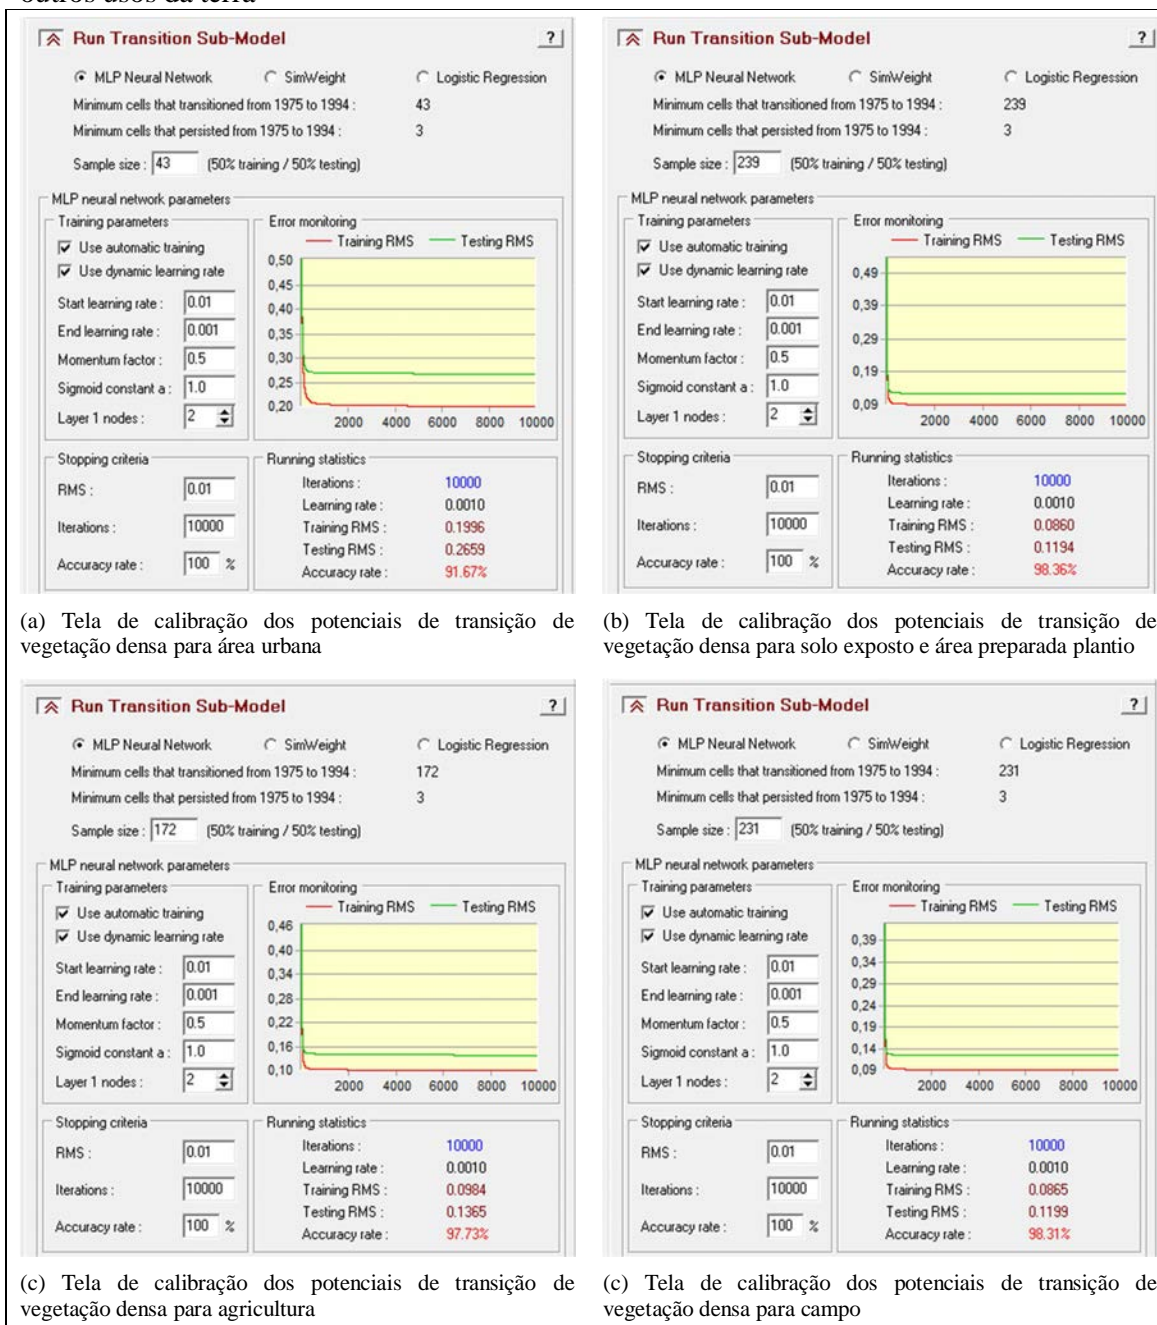 outros usos da terra
Run Transition Sub-Model ?
MLP Neural Network SimWeight Logistic Regression
Minimum cells that transitioned from 1975 to 1994 : 43
Minimum cells that persisted from 1975 to 1994 : 3
Sample size : 43 (50% training / 50% testing)
MLP neural network parameters
Training parameters
Use automatic training
Use dynamic learning rate
Start learning rate : 0.01
End learning rate : 0.001
Momentum factor : 0.5
Sigmoid constant a : 1.0
Layer 1 nodes : 2
Error monitoring
Training RMS Testing RMS
0,50
0,45
0,40
0,35
0,30
0,25
0,20
2000 4000 6000 8000 10000
Stopping criteria
RMS : 0.01
Iterations : 10000
Accuracy rate : 100 %
Running statistics
Iterations : 10000
Learning rate : 0.0010
Training RMS : 0.1996
Testing RMS : 0.2659
Accuracy rate : 91.67%
(a) Tela de calibração dos potenciais de transição de
vegetação densa para área urbana
Run Transition Sub-Model ?
MLP Neural Network SimWeight Logistic Regression
Minimum cells that transitioned from 1975 to 1994 : 239
Minimum cells that persisted from 1975 to 1994 : 3
Sample size : 239 (50% training / 50% testing)
MLP neural network parameters
Training parameters
Use automatic training
Use dynamic learning rate
Start learning rate : 0.01
End learning rate : 0.001
Momentum factor : 0.5
Sigmoid constant a : 1.0
Layer 1 nodes : 2
Error monitoring
Training RMS Testing RMS
0,49
0,39
0,29
0,19
0,09
2000 4000 6000 8000 10000
Stopping criteria
RMS : 0.01
Iterations : 10000
Accuracy rate : 100 %
Running statistics
Iterations : 10000
Learning rate : 0.0010
Training RMS : 0.0860
Testing RMS : 0.1194
Accuracy rate : 98.36%
(b) Tela de calibração dos potenciais de transição de
vegetação densa para solo exposto e área preparada plantio
Run Transition Sub-Model ?
MLP Neural Network SimWeight Logistic Regression
Minimum cells that transitioned from 1975 to 1994 : 172
Minimum cells that persisted from 1975 to 1994 : 3
Sample size : 172 (50% training / 50% testing)
MLP neural network parameters
Training parameters
Use automatic training
Use dynamic learning rate
Start learning rate : 0.01
End learning rate : 0.001
Momentum factor : 0.5
Sigmoid constant a : 1.0
Layer 1 nodes : 2
Error monitoring
Training RMS Testing RMS
0,46
0,40
0,34
0,28
0,22
0,16
0,10
2000 4000 6000 8000 10000
Stopping criteria
RMS : 0.01
Iterations : 10000
Accuracy rate : 100 %
Running statistics
Iterations : 10000
Learning rate : 0.0010
Training RMS : 0.0984
Testing RMS : 0.1365
Accuracy rate : 97.73%
(c) Tela de calibração dos potenciais de transição de
vegetação densa para agricultura
Run Transition Sub-Model ?
MLP Neural Network SimWeight Logistic Regression
Minimum cells that transitioned from 1975 to 1994 : 231
Minimum cells that persisted from 1975 to 1994 : 3
Sample size : 231 (50% training / 50% testing)
MLP neural network parameters
Training parameters
Use automatic training
Use dynamic learning rate
Start learning rate : 0.01
End learning rate : 0.001
Momentum factor : 0.5
Sigmoid constant a : 1.0
Layer 1 nodes : 2
Error monitoring
Training RMS Testing RMS
0,39
0,34
0,29
0,24
0,19
0,14
0,09
2000 4000 6000 8000 10000
Stopping criteria
RMS : 0.01
Iterations : 10000
Accuracy rate : 100 %
Running statistics
Iterations : 10000
Learning rate : 0.0010
Training RMS : 0.0865
Testing RMS : 0.1199
Accuracy rate : 98.31%
(c) Tela de calibração dos potenciais de transição de
vegetação densa para campo